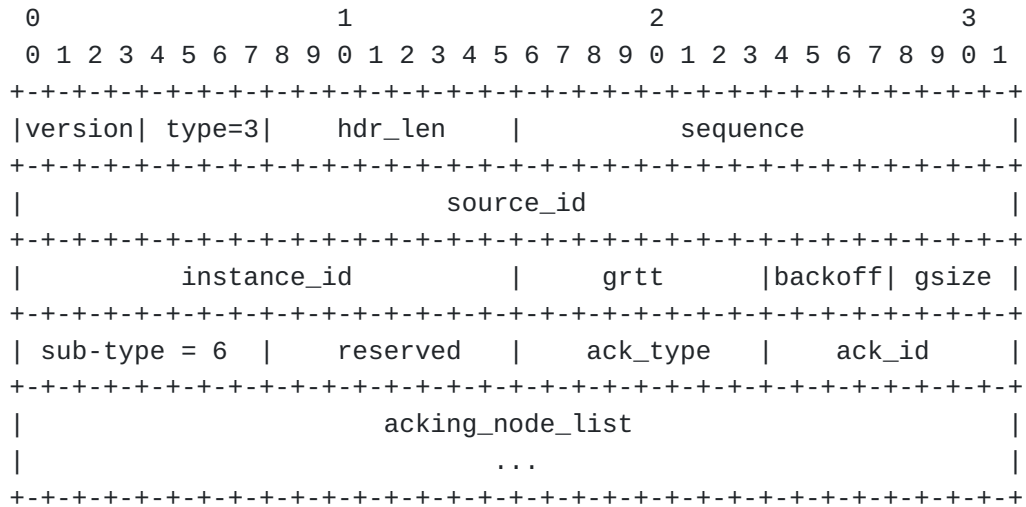 0                   1                   2                   3
0 1 2 3 4 5 6 7 8 9 0 1 2 3 4 5 6 7 8 9 0 1 2 3 4 5 6 7 8 9 0 1
+-+-+-+-+-+-+-+-+-+-+-+-+-+-+-+-+-+-+-+-+-+-+-+-+-+-+-+-+-+-+-+-+
|version| type=3|    hdr_len    |          sequence             |
+-+-+-+-+-+-+-+-+-+-+-+-+-+-+-+-+-+-+-+-+-+-+-+-+-+-+-+-+-+-+-+-+
|                           source_id                           |
+-+-+-+-+-+-+-+-+-+-+-+-+-+-+-+-+-+-+-+-+-+-+-+-+-+-+-+-+-+-+-+-+
|          instance_id          |     grtt      |backoff| gsize |
+-+-+-+-+-+-+-+-+-+-+-+-+-+-+-+-+-+-+-+-+-+-+-+-+-+-+-+-+-+-+-+-+
| sub-type = 6  |    reserved   |    ack_type   |    ack_id     |
+-+-+-+-+-+-+-+-+-+-+-+-+-+-+-+-+-+-+-+-+-+-+-+-+-+-+-+-+-+-+-+-+
|                       acking_node_list                        |
|                              ...                              |
+-+-+-+-+-+-+-+-+-+-+-+-+-+-+-+-+-+-+-+-+-+-+-+-+-+-+-+-+-+-+-+-+